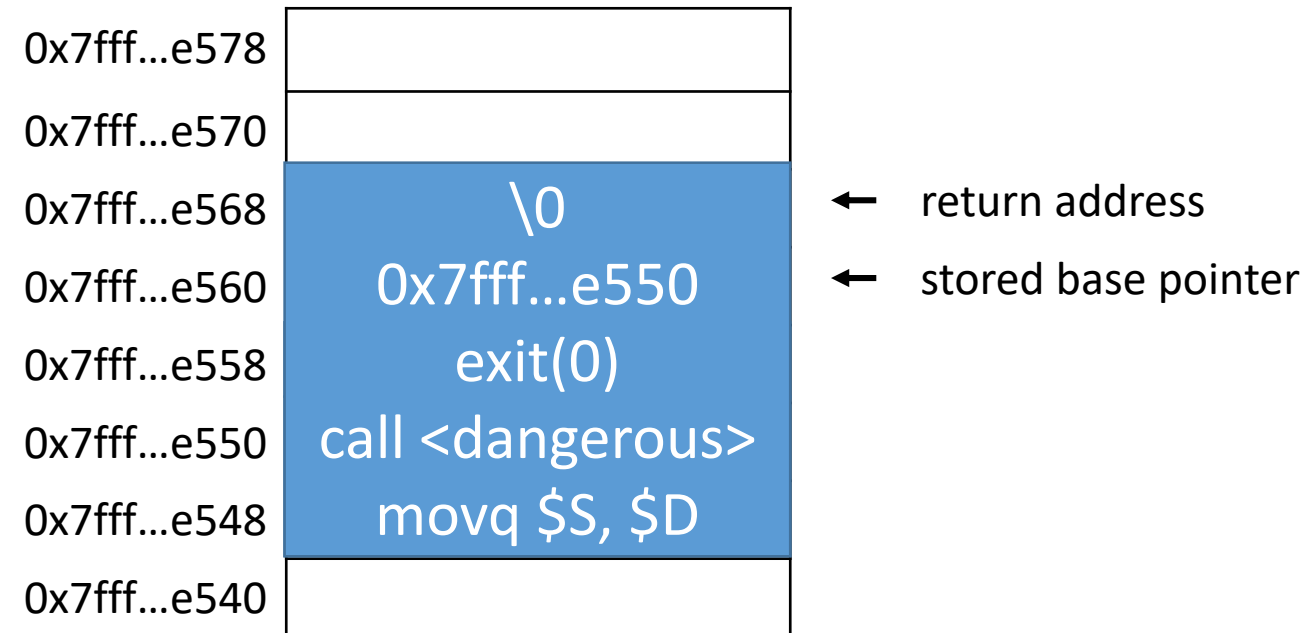 0x7fff…e578
0x7fff…e570
0x7fff…e568 \0 ← return address
0x7fff…e560 0x7fff…e550 ← stored base pointer
0x7fff…e558 exit(0)
0x7fff…e550 call <dangerous>
0x7fff…e548 movq $S, $D
0x7fff…e540